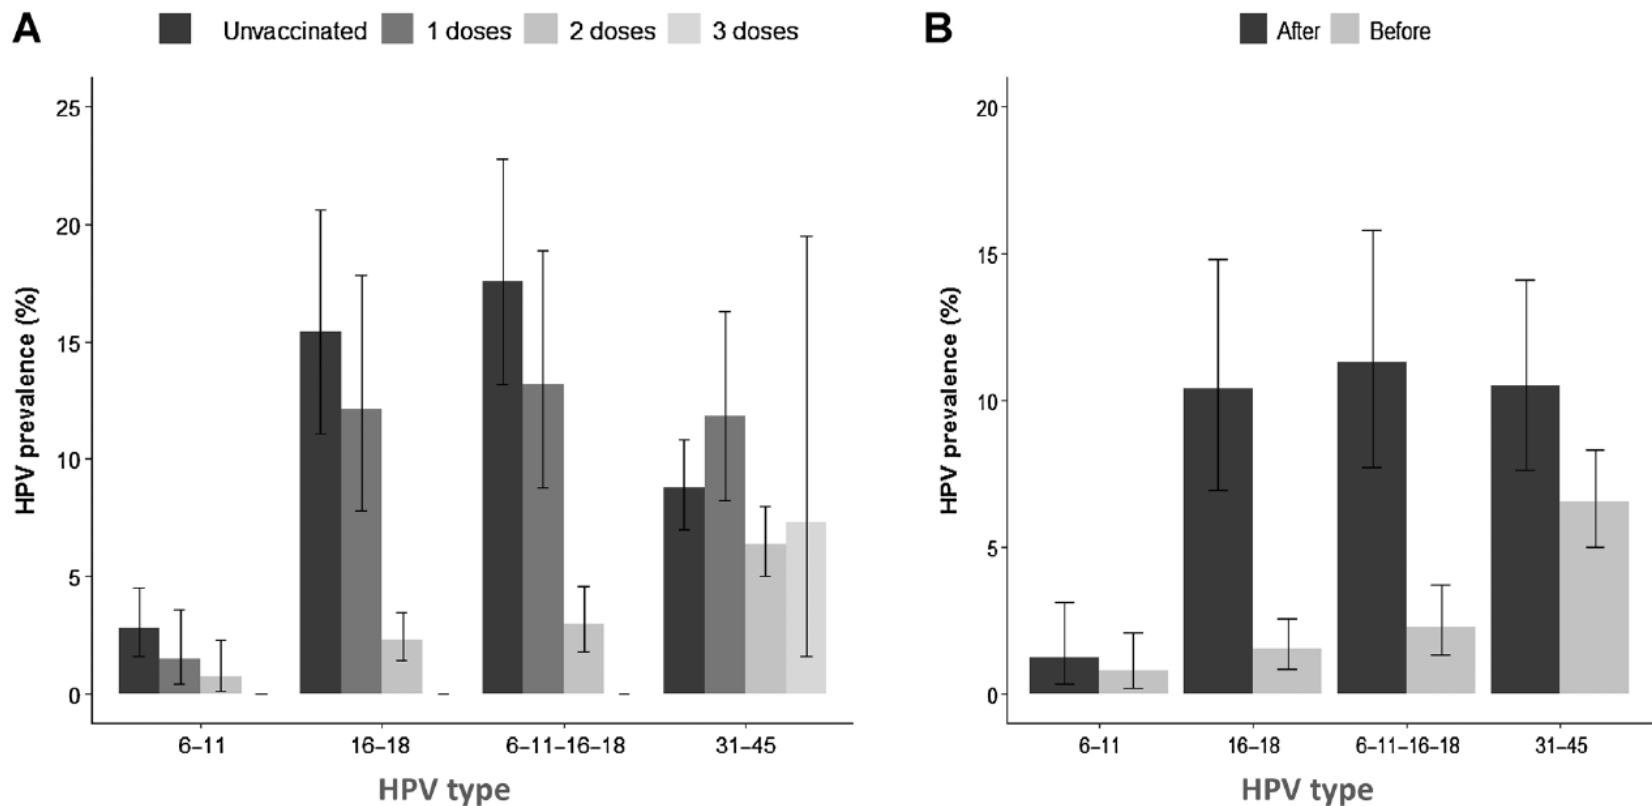 A
Unvaccinated 1 doses 2 doses 3 doses
HPV prevalence (%)
25
20
15
10
5
0
6–11 16–18 6–11–16–18 31–45
HPV type
B
After Before
HPV prevalence (%)
20
15
10
5
0
6–11 16–18 6–11–16–18 31–45
HPV type